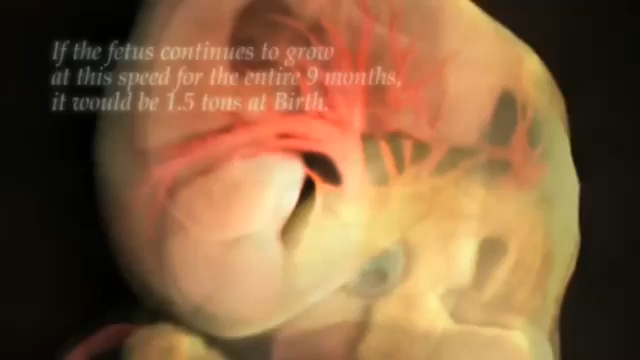 If the fetus continues to grow
at this speed for the entire 9 months,
it would be 1.5 tons at Birth.